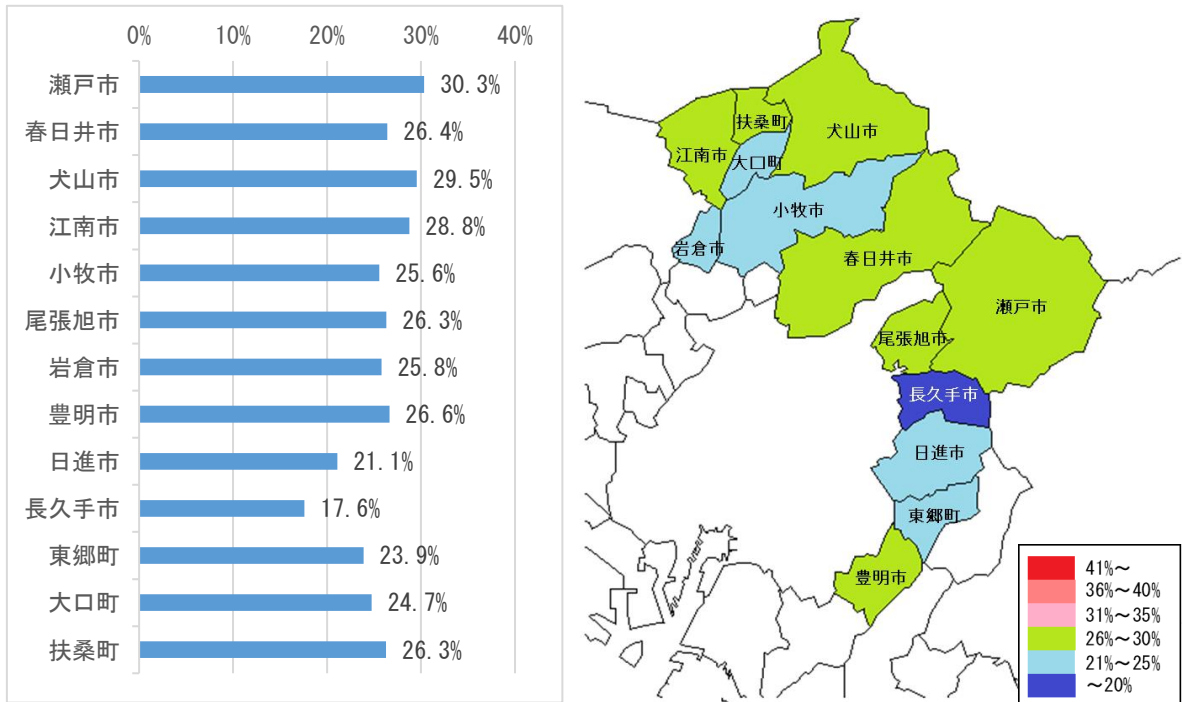 0% 10% 20% 30% 40%
瀬戸市 30.3%
春日井市 26.4%
犬山市 29.5%
江南市 28.8%
小牧市 25.6%
尾張旭市 26.3%
岩倉市 25.8%
豊明市 26.6%
日進市 21.1%
長久手市 17.6%
東郷町 23.9%
大口町 24.7%
扶桑町 26.3%
扶桑町
犬山市
江南市
大口町
小牧市
岩倉市
春日井市
瀬戸市
尾張旭市
長久手市
日進市
東郷町
豊明市
41%～
36%～40%
31%～35%
26%～30%
21%～25%
～20%